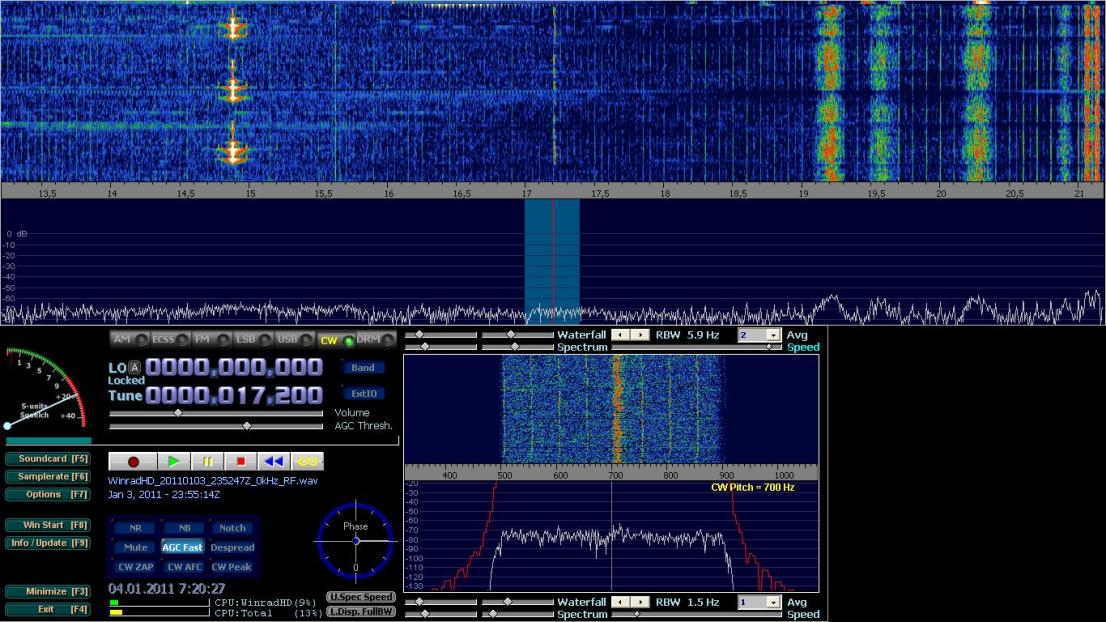 13,5 14 14,5 15 15,5 16 16,5 17 17,5 18 18,5 19 19,5 20 20,5 21
0 dB
-10
-20
-30
-40
-50
-60
AM ECSS FM LSB USB CW DRM
LO A 0000.000.000 Band
Locked
Tune 0000.017.200 ExtIO
Volume
AGC Thresh.
1 3 5 7 9 +20 +40
S-units
Squelch
Waterfall RBW 5.9 Hz 2 Avg
Spectrum Speed
Soundcard [F5]
Samplerate [F6]
Options [F7]
Win Start [F8]
Info / Update [F9]
Minimize [F3]
Exit [F4]
WinradHD_20110103_235247Z_0kHz_RF.wav
Jan 3, 2011 - 23:55:14Z
NR NB Notch
Mute AGC Fast Despread
CW ZAP CW AFC CW Peak
Phase
0
04.01.2011 7:20:27
CPU:WinradHD (9%)
CPU:Total (13%)
U.Spec Speed
L.Disp. FullBW
400 500 600 700 800 900 1000 Hz
CW Pitch = 700 Hz
-20
-30
-40
-50
-60
-70
-80
-90
-100
-110
-120
-130
Waterfall RBW 1.5 Hz 1 Avg
Spectrum Speed